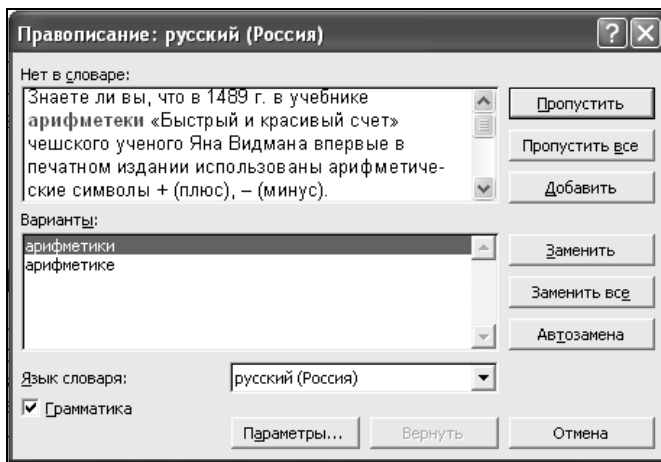 Правописание: русский (Россия)
Нет в словаре:
Знаете ли вы, что в 1489 г. в учебнике
арифметеки «Быстрый и красивый счет»
чешского ученого Яна Видмана впервые в
печатном издании использованы арифметиче-
ские символы + (плюс), – (минус).
Пропустить
Пропустить все
Добавить
Варианты:
арифметики
арифметике
Заменить
Заменить все
Автозамена
Язык словаря:
русский (Россия)
Грамматика
Параметры...
Вернуть
Отмена